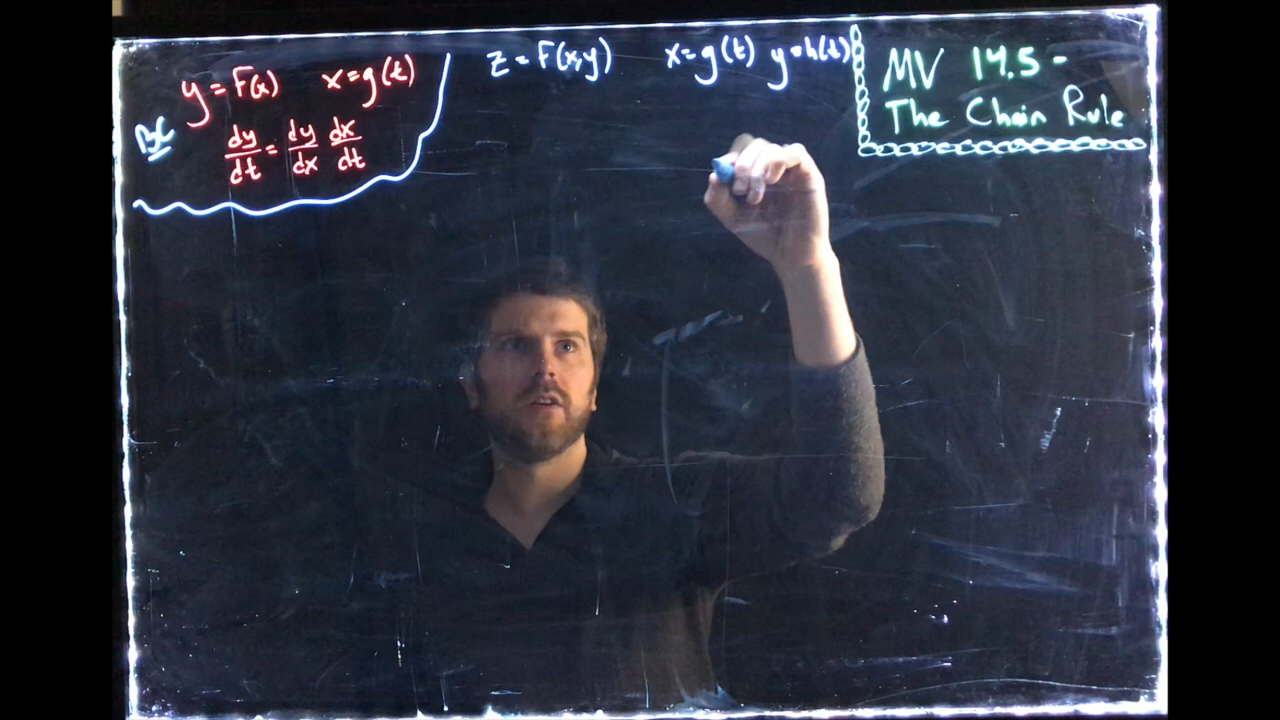 y = F(x) x = g(t)
dy/dt = dy/dx dx/dt
z = F(x,y) x = g(t) y = h(t)
MV 14.5 -
The Chain Rule